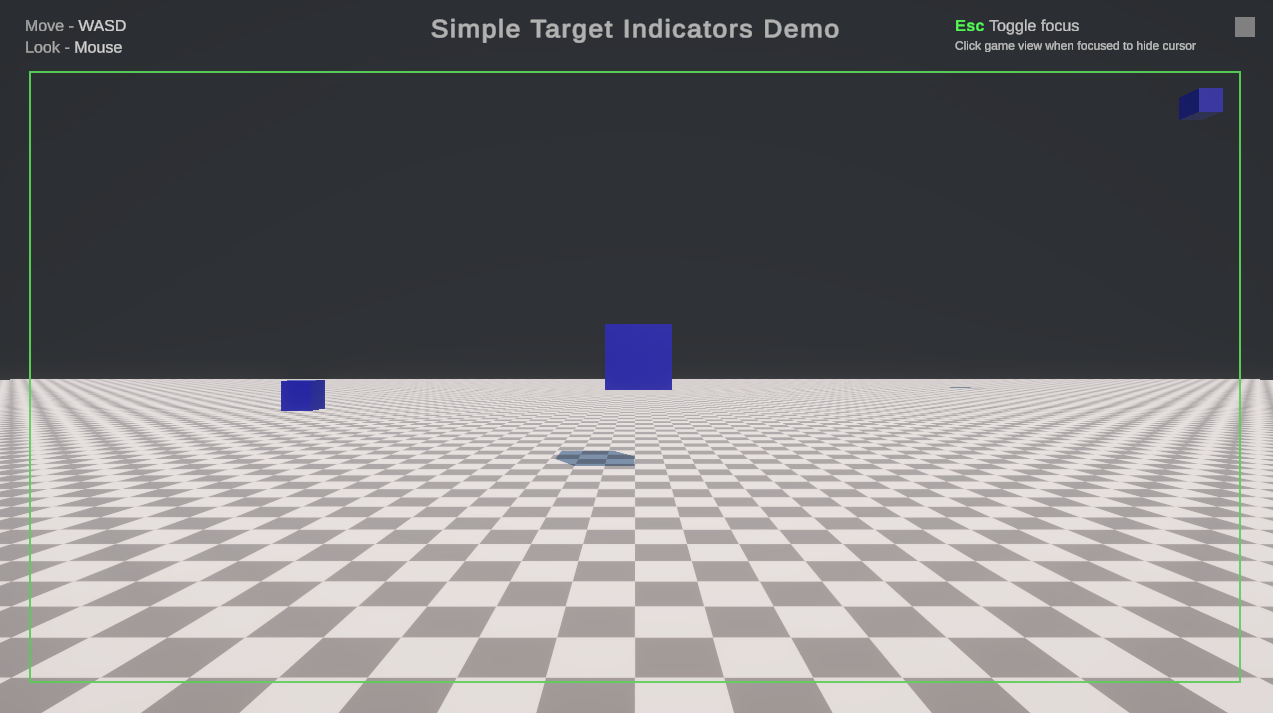 Move - WASD
Look - Mouse
Simple Target Indicators Demo
Esc Toggle focus
Click game view when focused to hide cursor